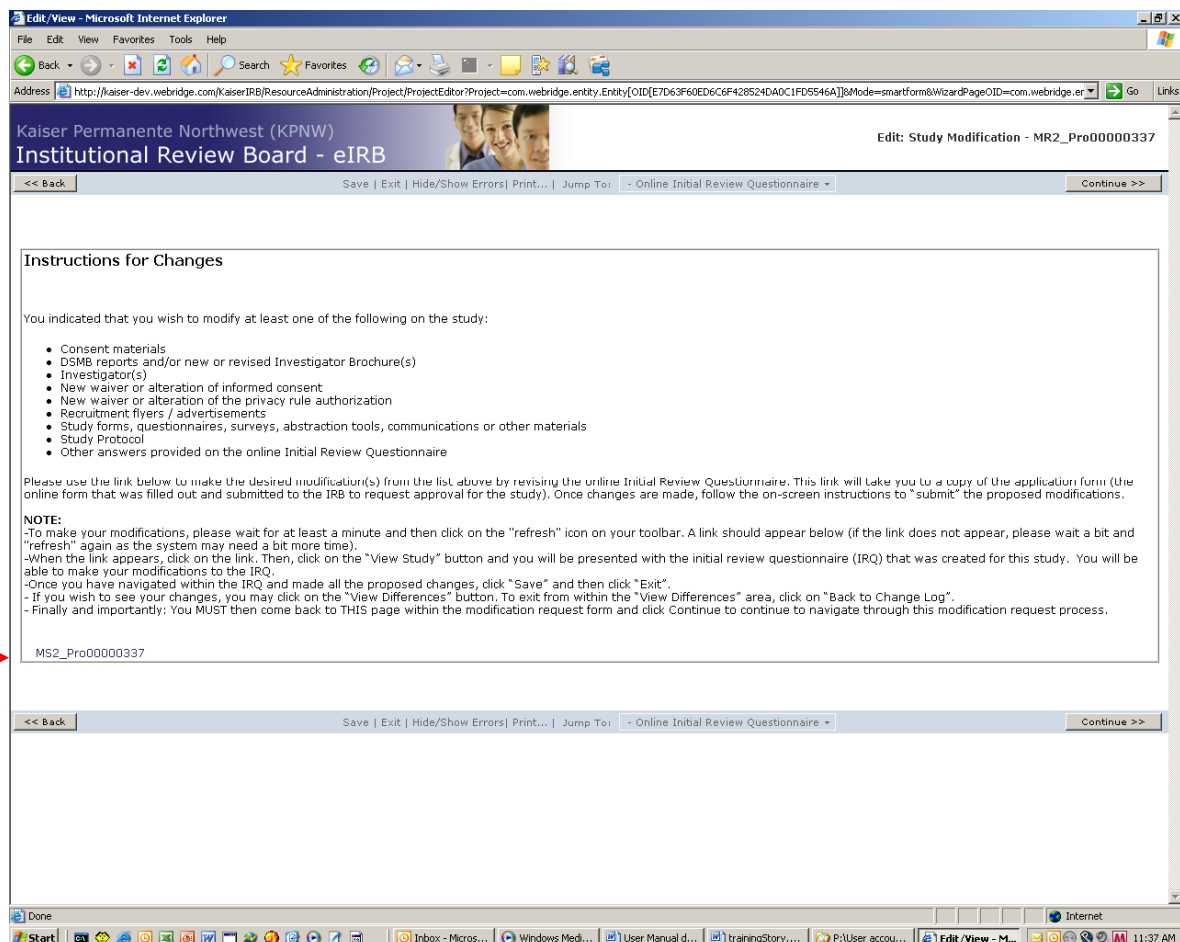 Edit/View - Microsoft Internet Explorer
File Edit View Favorites Tools Help
Back Search Favorites
Address http://kaiser-dev.webridge.com/KaiserIRB/ResourceAdministration/Project/ProjectEditor?Project=com.webridge.entity.Entity[OID[E7D63F60ED6C6F428524DA0C1FD5546A]]&Mode=smartform&WizardPageOID=com.webridge.er Go Links
Kaiser Permanente Northwest (KPNW)
Institutional Review Board - eIRB
Edit: Study Modification - MR2_Pro00000337
<< Back Save | Exit | Hide/Show Errors| Print... | Jump To: - Online Initial Review Questionnaire Continue >>
Instructions for Changes
You indicated that you wish to modify at least one of the following on the study:
• Consent materials
• DSMB reports and/or new or revised Investigator Brochure(s)
• Investigator(s)
• New waiver or alteration of informed consent
• New waiver or alteration of the privacy rule authorization
• Recruitment flyers / advertisements
• Study forms, questionnaires, surveys, abstraction tools, communications or other materials
• Study Protocol
• Other answers provided on the online Initial Review Questionnaire
Please use the link below to make the desired modification(s) from the list above by revising the online Initial Review Questionnaire. This link will take you to a copy of the application form (the
online form that was filled out and submitted to the IRB to request approval for the study). Once changes are made, follow the on-screen instructions to “submit” the proposed modifications.
NOTE:
-To make your modifications, please wait for at least a minute and then click on the "refresh" icon on your toolbar. A link should appear below (if the link does not appear, please wait a bit and
"refresh" again as the system may need a bit more time).
-When the link appears, click on the link. Then, click on the “View Study” button and you will be presented with the initial review questionnaire (IRQ) that was created for this study. You will be
able to make your modifications to the IRQ.
-Once you have navigated within the IRQ and made all the proposed changes, click “Save” and then click “Exit”.
- If you wish to see your changes, you may click on the “View Differences” button. To exit from within the “View Differences” area, click on “Back to Change Log”.
- Finally and importantly: You MUST then come back to THIS page within the modification request form and click Continue to continue to navigate through this modification request process.
MS2_Pro00000337
<< Back Save | Exit | Hide/Show Errors| Print... | Jump To: - Online Initial Review Questionnaire Continue >>
Done Internet
Start Inbox - Micros... Windows Medi... User Manual d... trainingStory.... P:\User accou... Edit/View - M... 11:37 AM